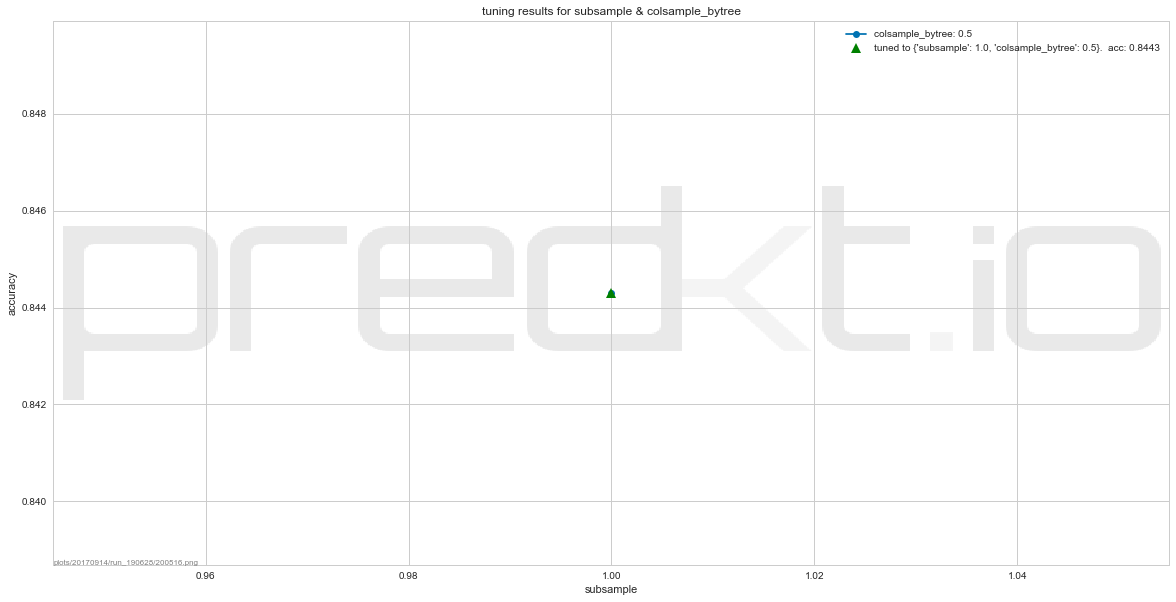 tuning results for subsample & colsample_bytree
colsample_bytree: 0.5
tuned to {'subsample': 1.0, 'colsample_bytree': 0.5}.  acc: 0.8443
0.848
0.846
0.844
0.842
0.840
accuracy
predkt.io
plots/20170914/run_190628/200516.png
0.96
0.98
1.00
1.02
1.04
subsample